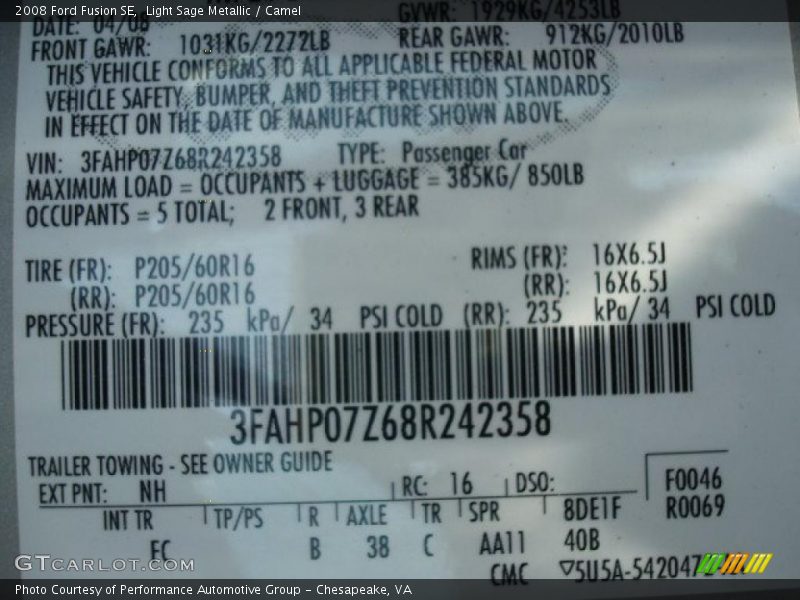 2008 Ford Fusion SE, Light Sage Metallic / Camel
DATE: 04/08 GVWR: 1929KG/4253LB
FRONT GAWR: 1031KG/2272LB REAR GAWR: 912KG/2010LB
THIS VEHICLE CONFORMS TO ALL APPLICABLE FEDERAL MOTOR
VEHICLE SAFETY, BUMPER, AND THEFT PREVENTION STANDARDS
IN EFFECT ON THE DATE OF MANUFACTURE SHOWN ABOVE.
VIN: 3FAHP07Z68R242358 TYPE: Passenger Car
MAXIMUM LOAD = OCCUPANTS + LUGGAGE = 385KG/ 850LB
OCCUPANTS = 5 TOTAL; 2 FRONT, 3 REAR
TIRE (FR): P205/60R16 RIMS (FR): 16X6.5J
(RR): P205/60R16 (RR): 16X6.5J
PRESSURE (FR): 235 kPa/ 34 PSI COLD (RR): 235 kPa/ 34 PSI COLD
3FAHP07Z68R242358
TRAILER TOWING - SEE OWNER GUIDE
EXT PNT: NH RC: 16 DSO: F0046
INT TR TP/PS R AXLE TR SPR 8DE1F R0069
EC B 38 C AA11 40B
CMC ▽5U5A-542047
GTCARLOT.COM
Photo Courtesy of Performance Automotive Group - Chesapeake, VA